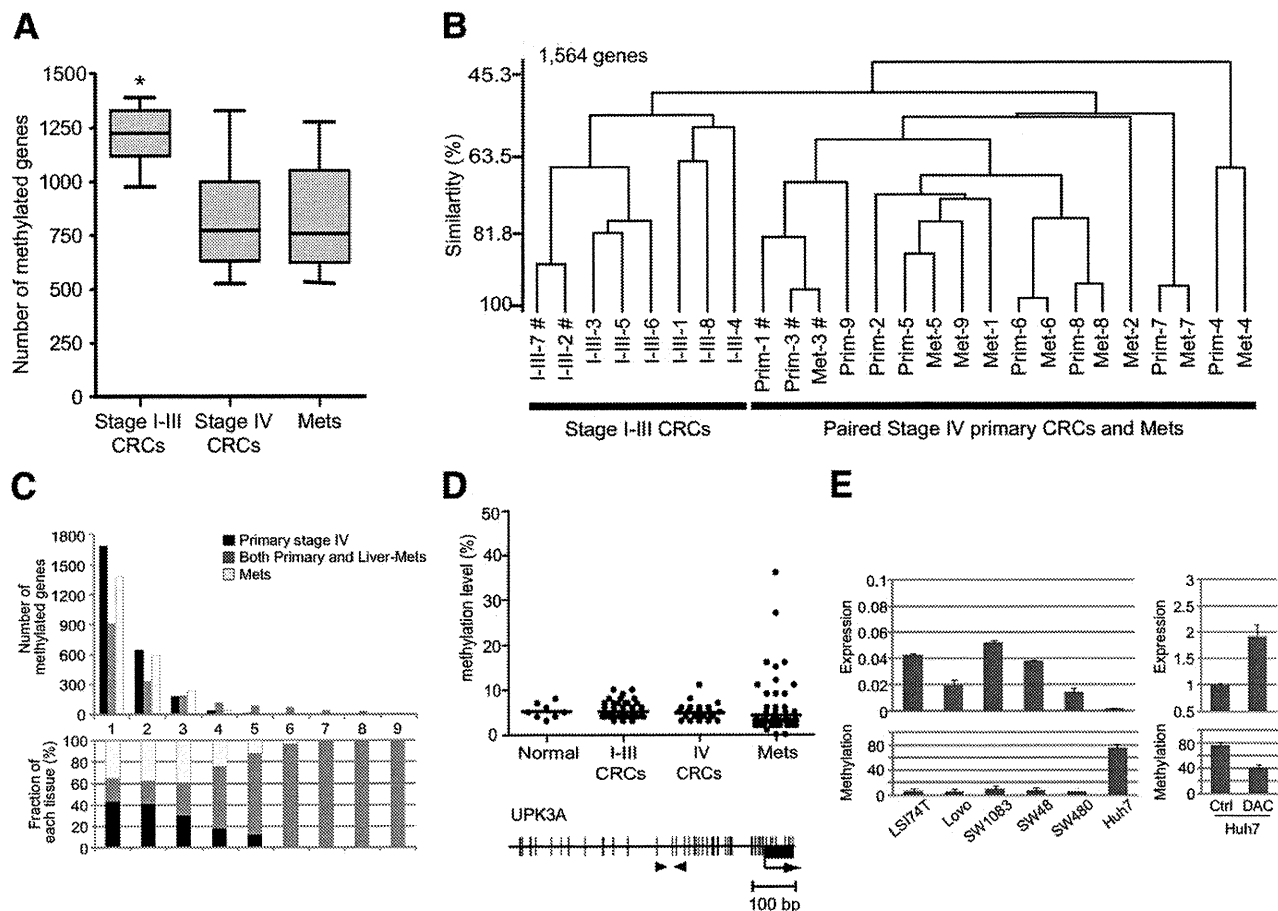 A
Number of methylated genes
1500
1250
1000
750
500
250
0
*
Stage I-III
CRCs
Stage IV
CRCs
Mets
B
1,564 genes
Similartity (%)
45.3
63.5
81.8
100
I-III-7 #
I-III-2 #
I-III-3
I-III-5
I-III-6
I-III-1
I-III-8
I-III-4
Prim-1 #
Prim-3 #
Met-3 #
Prim-9
Prim-2
Prim-5
Met-5
Met-9
Met-1
Prim-6
Met-6
Prim-8
Met-8
Met-2
Prim-7
Met-7
Prim-4
Met-4
Stage I-III CRCs
Paired Stage IV primary CRCs and Mets
C
Number of
methylated genes
1800
1500
1200
900
600
300
0
Primary stage IV
Both Primary and Liver-Mets
Mets
1 2 3 4 5 6 7 8 9
Fraction of
each tissue (%)
100
80
60
40
20
0
D
methylation level (%)
50
40
30
20
10
0
Normal
I-III
CRCs
IV
CRCs
Mets
UPK3A
100 bp
E
Expression
0.1
0.08
0.06
0.04
0.02
0
Methylation
80
40
0
LSI74T
Lovo
SW1083
SW48
SW480
Huh7
Expression
3
2.5
2
1.5
1
0.5
Methylation
80
40
0
Ctrl DAC
Huh7